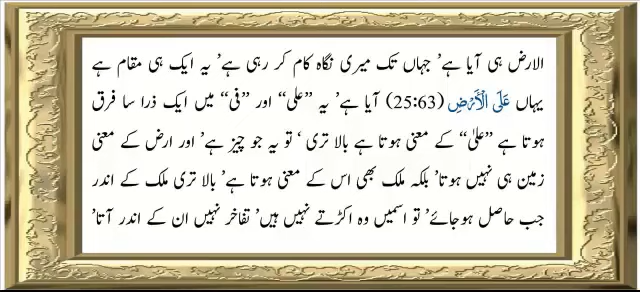 الارض ہی آیا ہے’ جہاں تک میری نگاہ کام کر رہی ہے’ یہ ایک ہی مقام ہے
یہاں عَلَى الْاَرْضِ (25:63) آیا ہے’ یہ ’’علی‘‘ اور ’’فی‘‘ میں ایک ذرا سا فرق
ہوتا ہے ’’علیٰ‘‘ کے معنی ہوتا ہے بالا تری ‘ تو یہ جو چیز ہے’ اور ارض کے معنی
زمین ہی نہیں ہوتا’ بلکہ ملک بھی اس کے معنی ہوتا ہے’ بالا تری ملک کے اندر
جب حاصل ہوجائے’ تو اسمیں وہ اکڑتے نہیں ہیں’ تفاخر نہیں ان کے اندر آتا’